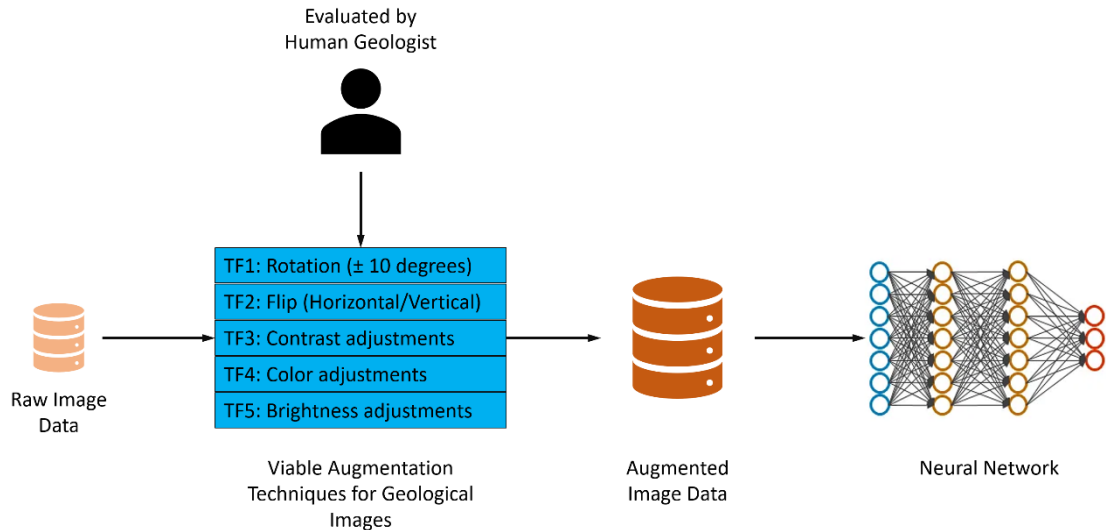 Evaluated by
Human Geologist
TF1: Rotation (± 10 degrees)
TF2: Flip (Horizontal/Vertical)
TF3: Contrast adjustments
TF4: Color adjustments
TF5: Brightness adjustments
Raw Image
Data
Viable Augmentation
Techniques for Geological
Images
Augmented
Image Data
Neural Network